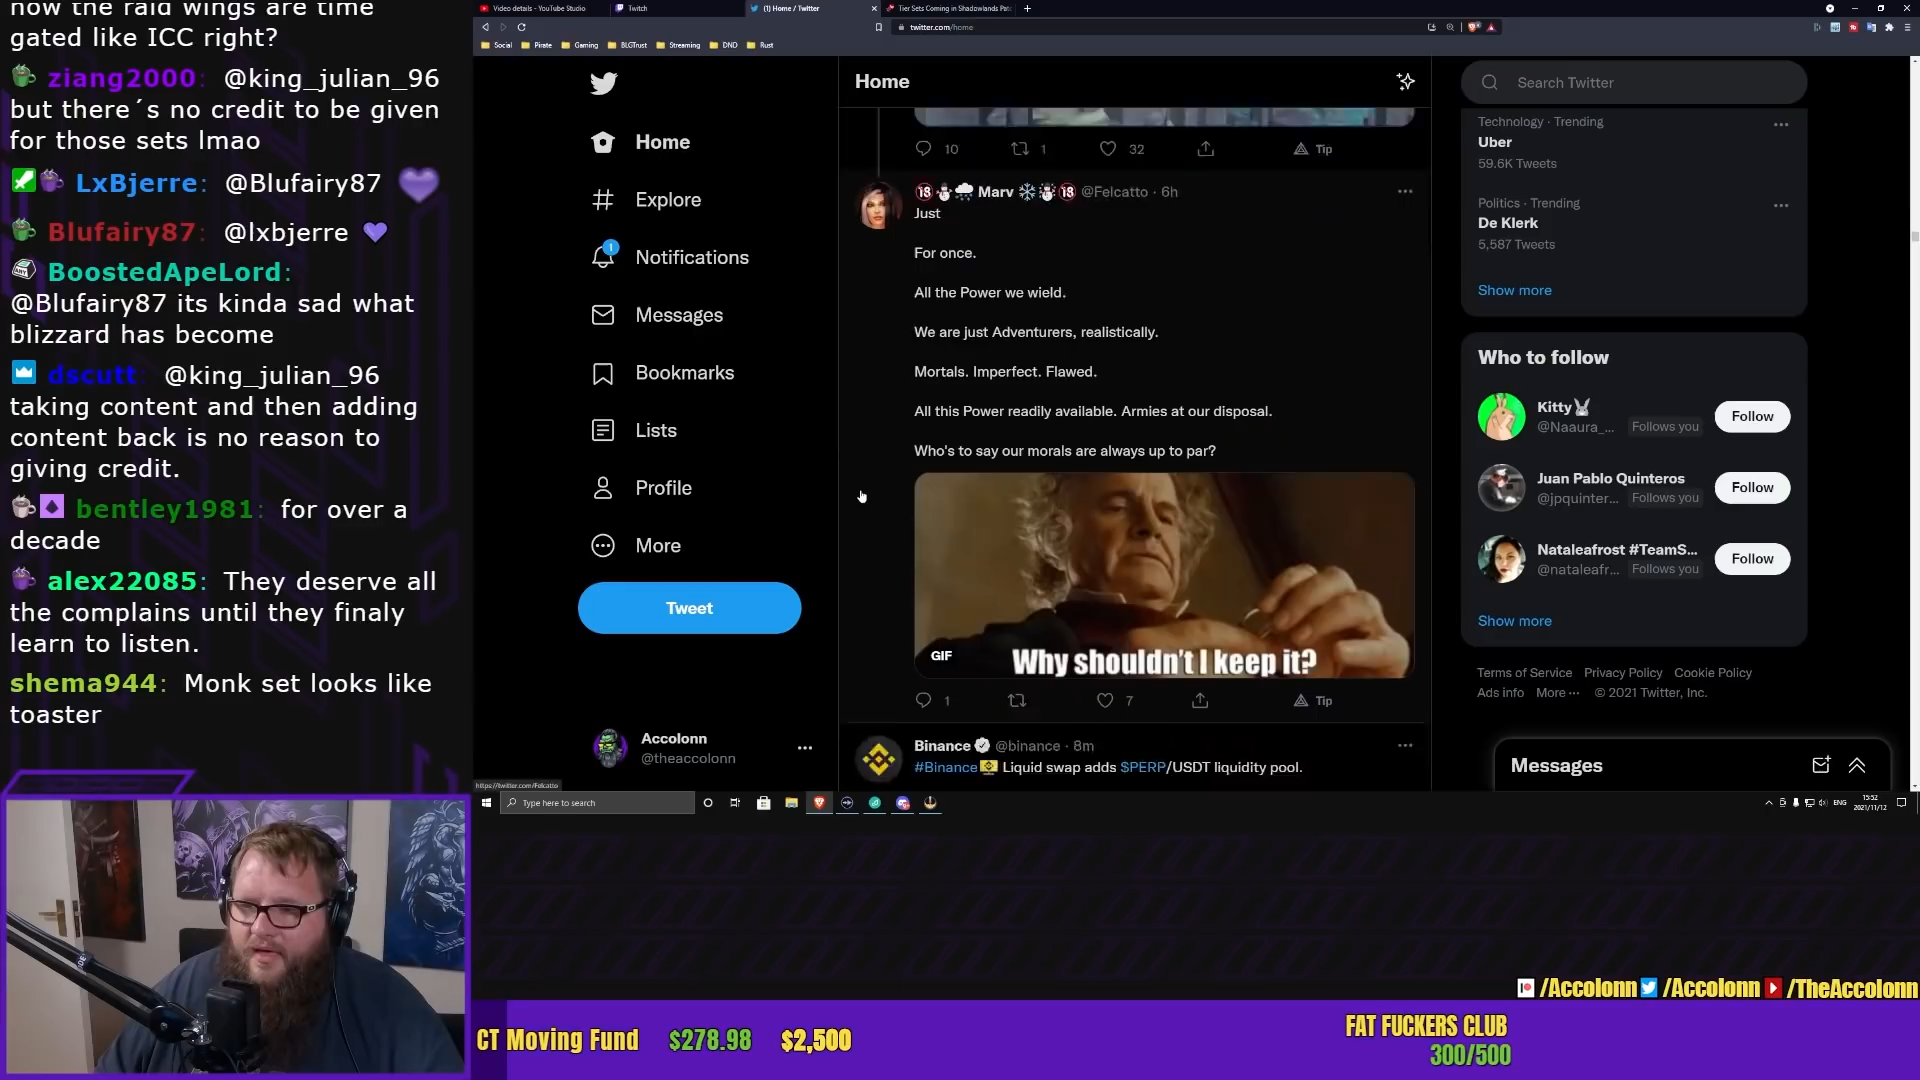 now the raid wings are time
gated like ICC right?
ziang2000: @king_julian_96
but there´s no credit to be given
for those sets lmao
LxBjerre: @Blufairy87
Blufairy87: @lxbjerre
BoostedApeLord:
@Blufairy87 its kinda sad what
blizzard has become
dscutt: @king_julian_96
taking content and then adding
content back is no reason to
giving credit.
bentley1981: for over a
decade
alex22085: They deserve all
the complains until they finaly
learn to listen.
shema944: Monk set looks like
toaster
Video details - YouTube Studio
Twitch
(1) Home / Twitter
Tier Sets Coming in Shadowlands Pat
twitter.com/home
Social
Pirate
Gaming
BLGTrust
Streaming
DND
Rust
Home
Explore
Notifications
1
Messages
Bookmarks
Lists
Profile
More
Tweet
Accolonn
@theaccolonn
https://twitter.com/Felcatto
Home
10
1
32
Tip
Marv @Felcatto · 6h
Just
For once.
All the Power we wield.
We are just Adventurers, realistically.
Mortals. Imperfect. Flawed.
All this Power readily available. Armies at our disposal.
Who's to say our morals are always up to par?
GIF
Why shouldn't I keep it?
1
7
Tip
Binance @binance · 8m
#Binance Liquid swap adds $PERP/USDT liquidity pool.
Search Twitter
Technology · Trending
Uber
59.6K Tweets
Politics · Trending
De Klerk
5,587 Tweets
Show more
Who to follow
Kitty
@Naaura_... Follows you
Follow
Juan Pablo Quinteros
@jpquinter... Follows you
Follow
Nataleafrost #TeamS...
@nataleafr... Follows you
Follow
Show more
Terms of Service Privacy Policy Cookie Policy
Ads info More ··· © 2021 Twitter, Inc.
Messages
Type here to search
ENG
15:52
2021/11/12
/Accolonn /Accolonn /TheAccolonn
CT Moving Fund $278.98 $2,500
FAT FUCKERS CLUB
300/500